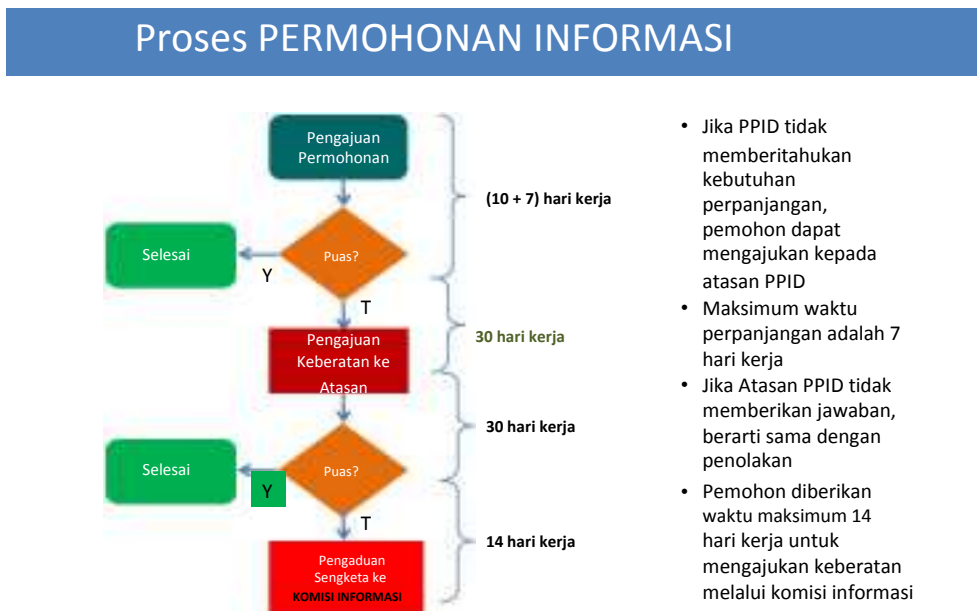 Proses PERMOHONAN INFORMASI
Pengajuan
Permohonan
(10 + 7) hari kerja
Selesai
Puas?
Y
T
Pengajuan
Keberatan ke
Atasan
30 hari kerja
30 hari kerja
Selesai
Puas?
Y
T
Pengaduan
Sengketa ke
KOMISI INFORMASI
14 hari kerja
• Jika PPID tidak
memberitahukan
kebutuhan
perpanjangan,
pemohon dapat
mengajukan kepada
atasan PPID
• Maksimum waktu
perpanjangan adalah 7
hari kerja
• Jika Atasan PPID tidak
memberikan jawaban,
berarti sama dengan
penolakan
• Pemohon diberikan
waktu maksimum 14
hari kerja untuk
mengajukan keberatan
melalui komisi informasi